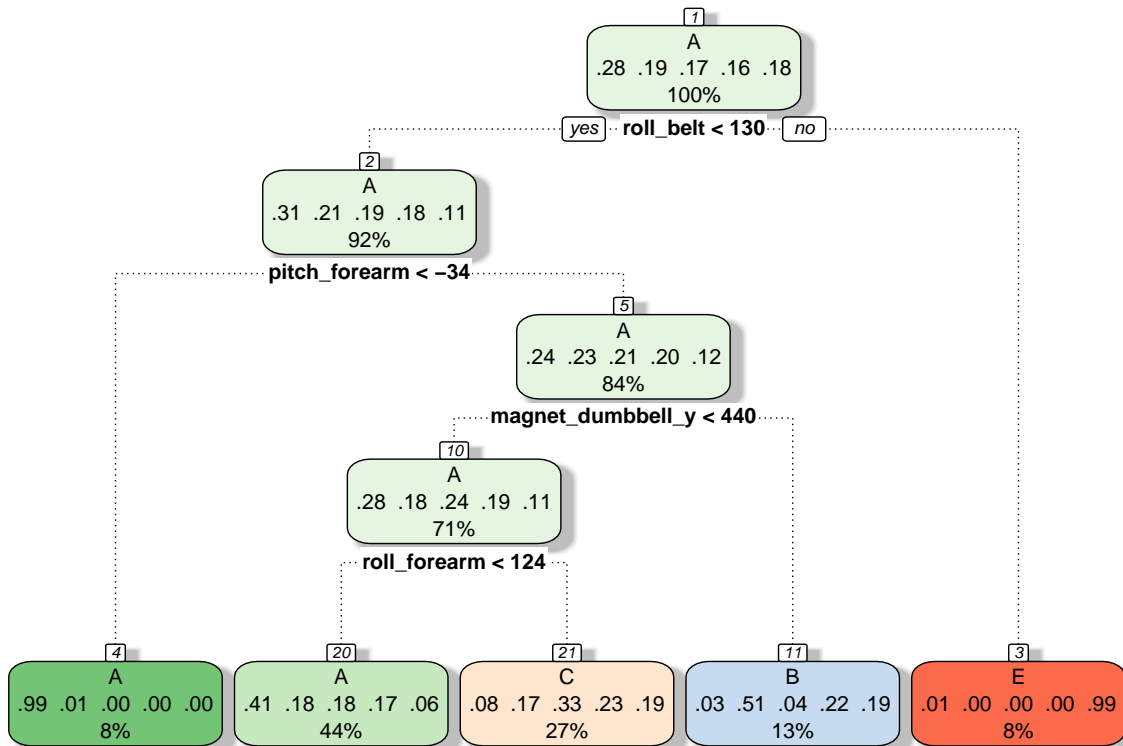 1
A
.28 .19 .17 .16 .18
100%
yes roll_belt < 130 no
2
A
.31 .21 .19 .18 .11
92%
pitch_forearm < −34
5
A
.24 .23 .21 .20 .12
84%
magnet_dumbbell_y < 440
10
A
.28 .18 .24 .19 .11
71%
roll_forearm < 124
4
A
.99 .01 .00 .00 .00
8%
20
A
.41 .18 .18 .17 .06
44%
21
C
.08 .17 .33 .23 .19
27%
11
B
.03 .51 .04 .22 .19
13%
3
E
.01 .00 .00 .00 .99
8%